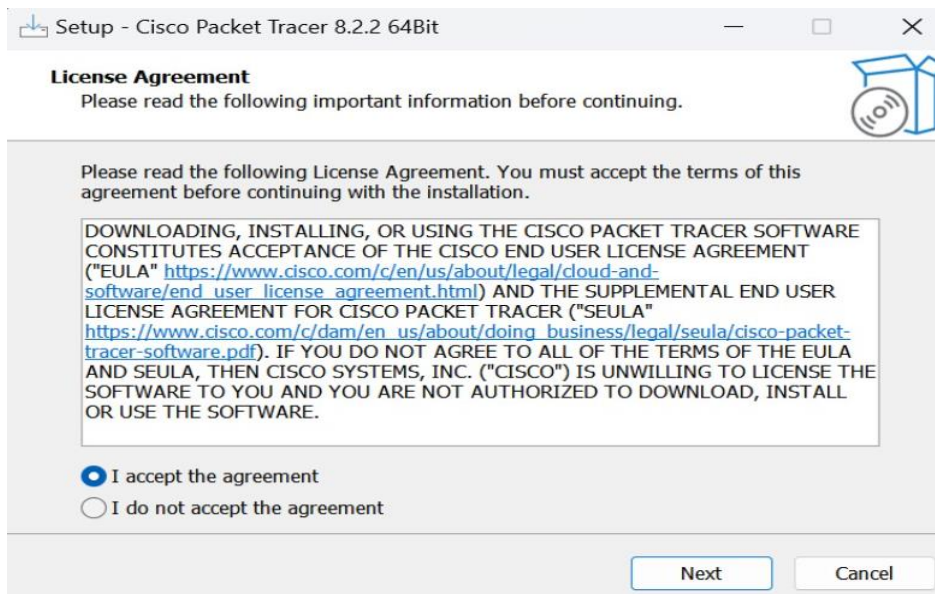 Setup - Cisco Packet Tracer 8.2.2 64Bit
License Agreement
Please read the following important information before continuing.
Please read the following License Agreement. You must accept the terms of this
agreement before continuing with the installation.
DOWNLOADING, INSTALLING, OR USING THE CISCO PACKET TRACER SOFTWARE
CONSTITUTES ACCEPTANCE OF THE CISCO END USER LICENSE AGREEMENT
("EULA" https://www.cisco.com/c/en/us/about/legal/cloud-and-
software/end_user_license_agreement.html) AND THE SUPPLEMENTAL END USER
LICENSE AGREEMENT FOR CISCO PACKET TRACER ("SEULA"
https://www.cisco.com/c/dam/en_us/about/doing_business/legal/seula/cisco-packet-
tracer-software.pdf). IF YOU DO NOT AGREE TO ALL OF THE TERMS OF THE EULA
AND SEULA, THEN CISCO SYSTEMS, INC. ("CISCO") IS UNWILLING TO LICENSE THE
SOFTWARE TO YOU AND YOU ARE NOT AUTHORIZED TO DOWNLOAD, INSTALL
OR USE THE SOFTWARE.
I accept the agreement
I do not accept the agreement
Next Cancel